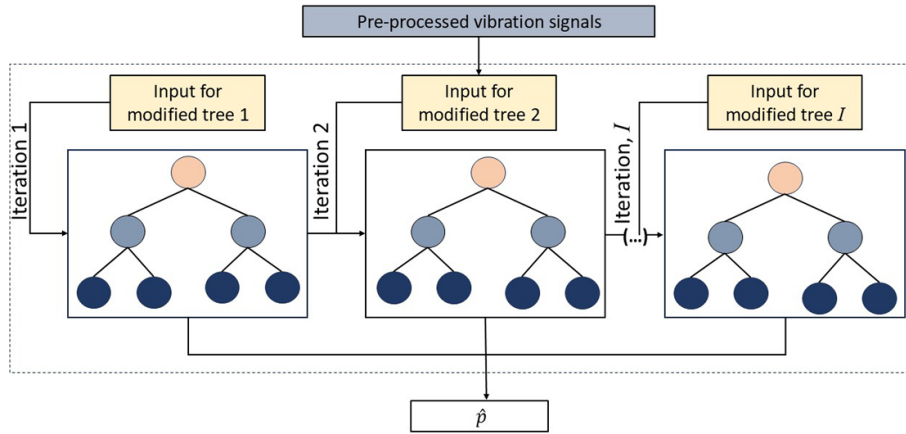 Pre-processed vibration signals
Input for
modified tree 1
Input for
modified tree 2
Input for
modified tree I
Iteration 1
Iteration 2
Iteration, I
(...)
p̂